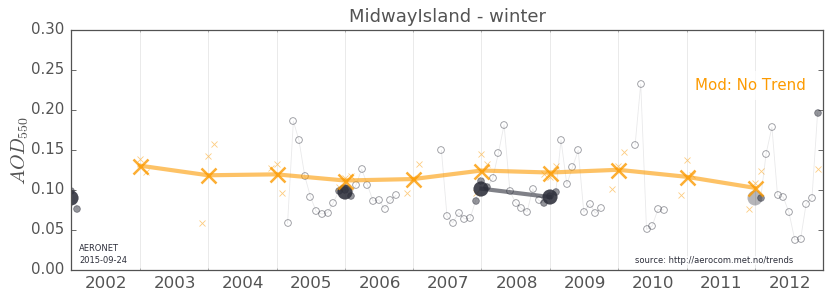 MidwayIsland - winter
0.30
0.25
0.20
0.15
0.10
0.05
0.00
AOD550
Mod: No Trend
AERONET
2015-09-24
source: http://aerocom.met.no/trends
2002 2003 2004 2005 2006 2007 2008 2009 2010 2011 2012